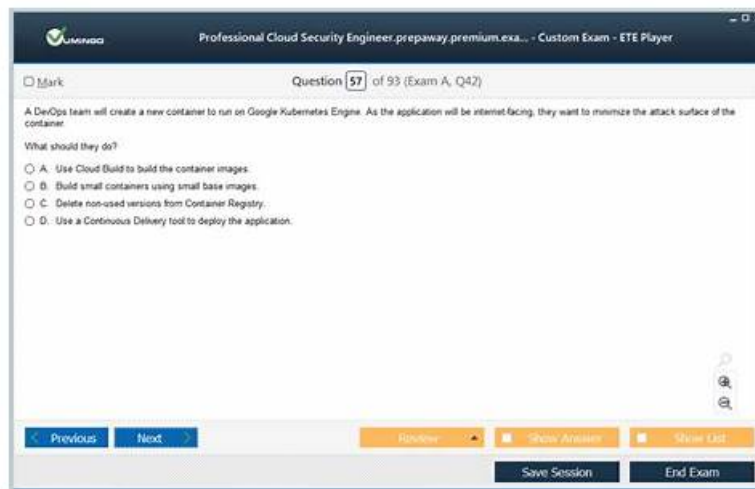 VUMINGO
Professional Cloud Security Engineer.prepaway.premium.exa... - Custom Exam - ETE Player
Mark
Question 57 of 93 (Exam A, Q42)
A DevOps team will create a new container to run on Google Kubernetes Engine. As the application will be internet-facing, they want to minimize the attack surface of the
container.
What should they do?
A. Use Cloud Build to build the container images.
B. Build small containers using small base images.
C. Delete non-used versions from Container Registry.
D. Use a Continuous Delivery tool to deploy the application.
Previous
Next
Review
Show Answer
Show List
Save Session
End Exam